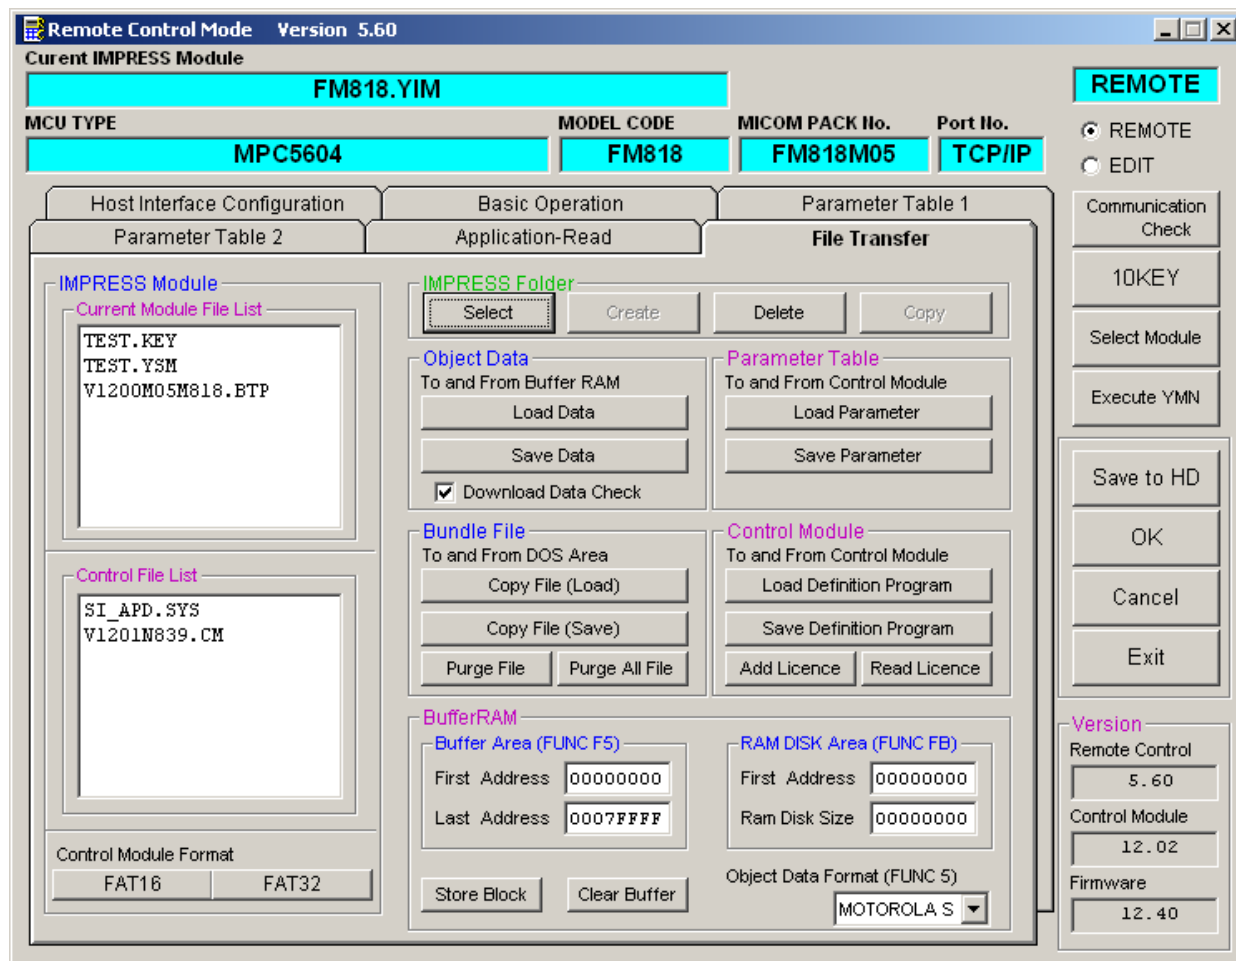 Remote Control Mode Version 5.60
Curent IMPRESS Module
FM818.YIM
REMOTE
MCU TYPE MODEL CODE MICOM PACK No. Port No.
MPC5604 FM818 FM818M05 TCP/IP
REMOTE
EDIT
Host Interface Configuration Basic Operation Parameter Table 1
Parameter Table 2 Application-Read File Transfer
Communication
Check
10KEY
Select Module
Execute YMN
IMPRESS Module
Current Module File List
TEST.KEY
TEST.YSM
V1200M05M818.BTP
Control File List
SI_APD.SYS
V1201N839.CM
Control Module Format
FAT16 FAT32
IMPRESS Folder
Select Create Delete Copy
Object Data
To and From Buffer RAM
Load Data
Save Data
Download Data Check
Parameter Table
To and From Control Module
Load Parameter
Save Parameter
Bundle File
To and From DOS Area
Copy File (Load)
Copy File (Save)
Purge File Purge All File
Control Module
To and From Control Module
Load Definition Program
Save Definition Program
Add Licence Read Licence
BufferRAM
Buffer Area (FUNC F5)
First Address 00000000
Last Address 0007FFFF
RAM DISK Area (FUNC FB)
First Address 00000000
Ram Disk Size 00000000
Store Block Clear Buffer
Object Data Format (FUNC 5)
MOTOROLA S
Save to HD
OK
Cancel
Exit
Version
Remote Control
5.60
Control Module
12.02
Firmware
12.40